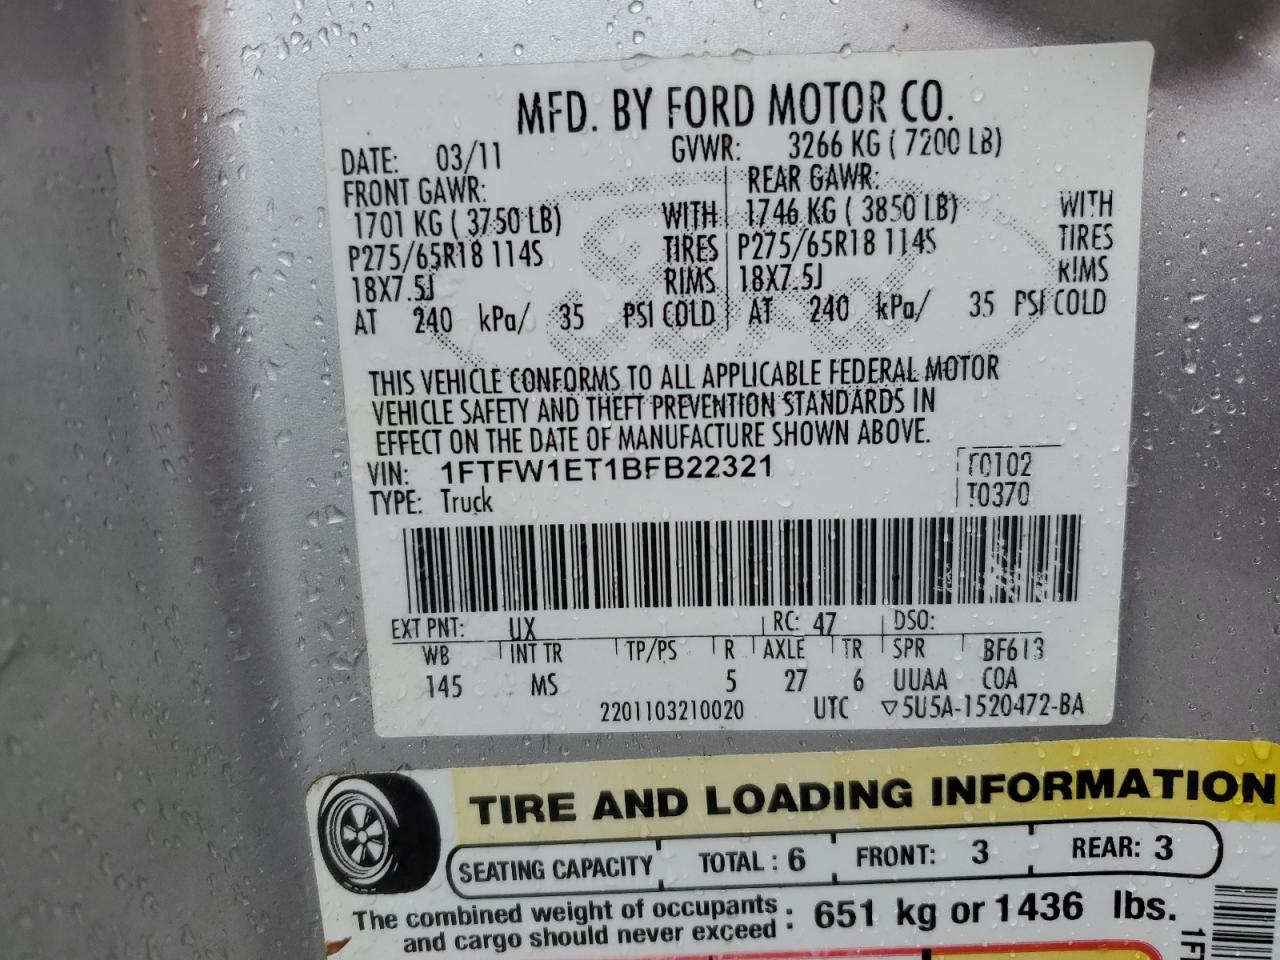 MFD. BY FORD MOTOR CO.
DATE: 03/11 GVWR: 3266 KG ( 7200 LB)
FRONT GAWR: REAR GAWR:
1701 KG ( 3750 LB) WITH 1746 KG ( 3850 LB) WITH
P275/65R18 114S TIRES P275/65R18 114S TIRES
18X7.5J RIMS 18X7.5J RIMS
AT 240 kPa/ 35 PSI COLD AT 240 kPa/ 35 PSI COLD
Ford
THIS VEHICLE CONFORMS TO ALL APPLICABLE FEDERAL MOTOR
VEHICLE SAFETY AND THEFT PREVENTION STANDARDS IN
EFFECT ON THE DATE OF MANUFACTURE SHOWN ABOVE.
VIN: 1FTFW1ET1BFB22321 T0102
TYPE: Truck T0370
EXT PNT: UX RC: 47 DSO:
WB INT TR TP/PS R AXLE TR SPR BF613
145 MS 5 27 6 UUAA COA
2201103210020 UTC ▽5U5A-1520472-BA
TIRE AND LOADING INFORMATION
SEATING CAPACITY TOTAL : 6 FRONT: 3 REAR: 3
The combined weight of occupants
and cargo should never exceed : 651 kg or 1436 lbs.